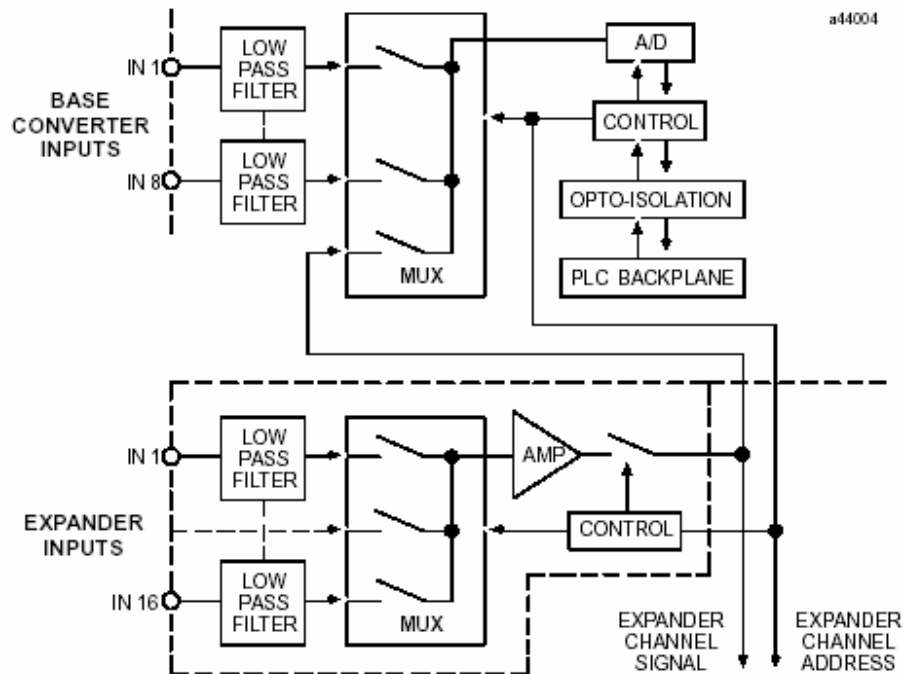 a44004
IN 1
LOW
PASS
FILTER
A/D
BASE
CONVERTER
INPUTS
CONTROL
IN 8
LOW
PASS
FILTER
OPTO-ISOLATION
MUX
PLC BACKPLANE
IN 1
LOW
PASS
FILTER
AMP
EXPANDER
INPUTS
CONTROL
IN 16
LOW
PASS
FILTER
MUX
EXPANDER
CHANNEL
SIGNAL
EXPANDER
CHANNEL
ADDRESS